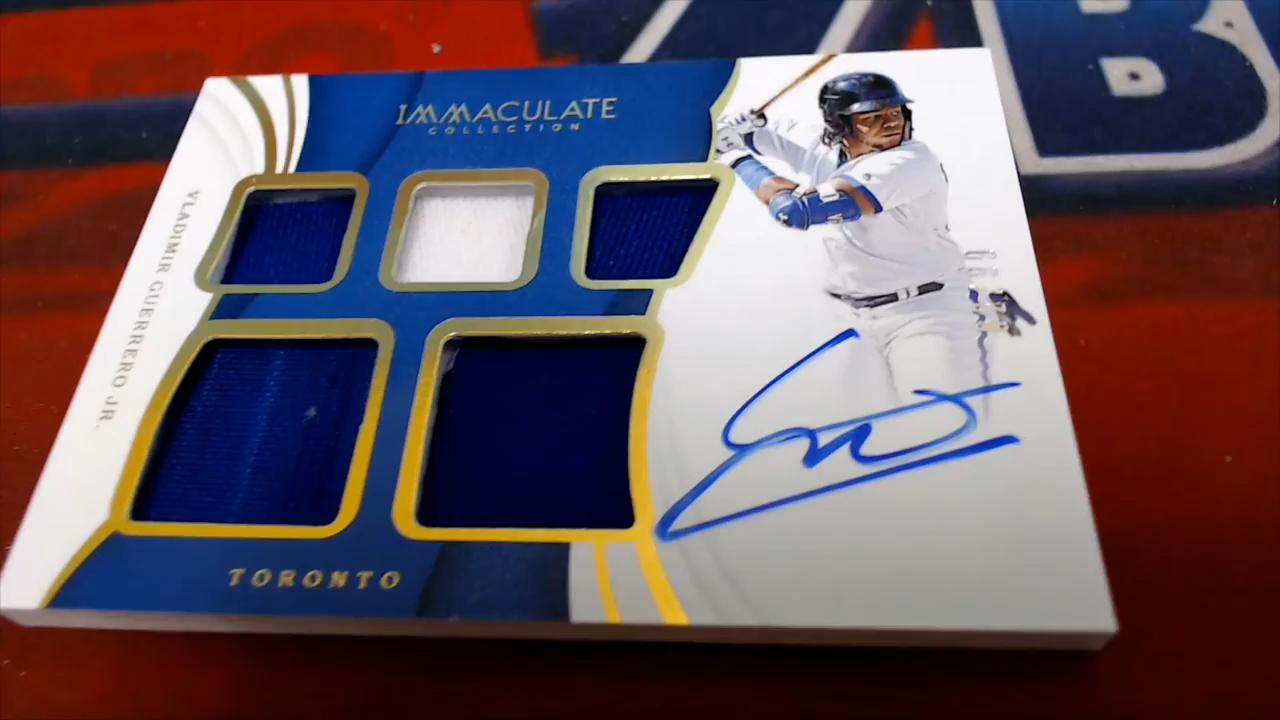 IMMACULATE
COLLECTION
VLADIMIR GUERRERO JR.
TORONTO